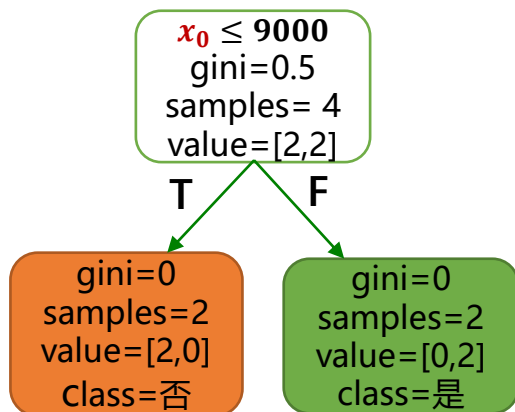 x₀ ≤ 9000
gini=0.5
samples= 4
value=[2,2]
T
F
gini=0
samples=2
value=[2,0]
class=否
gini=0
samples=2
value=[0,2]
class=是